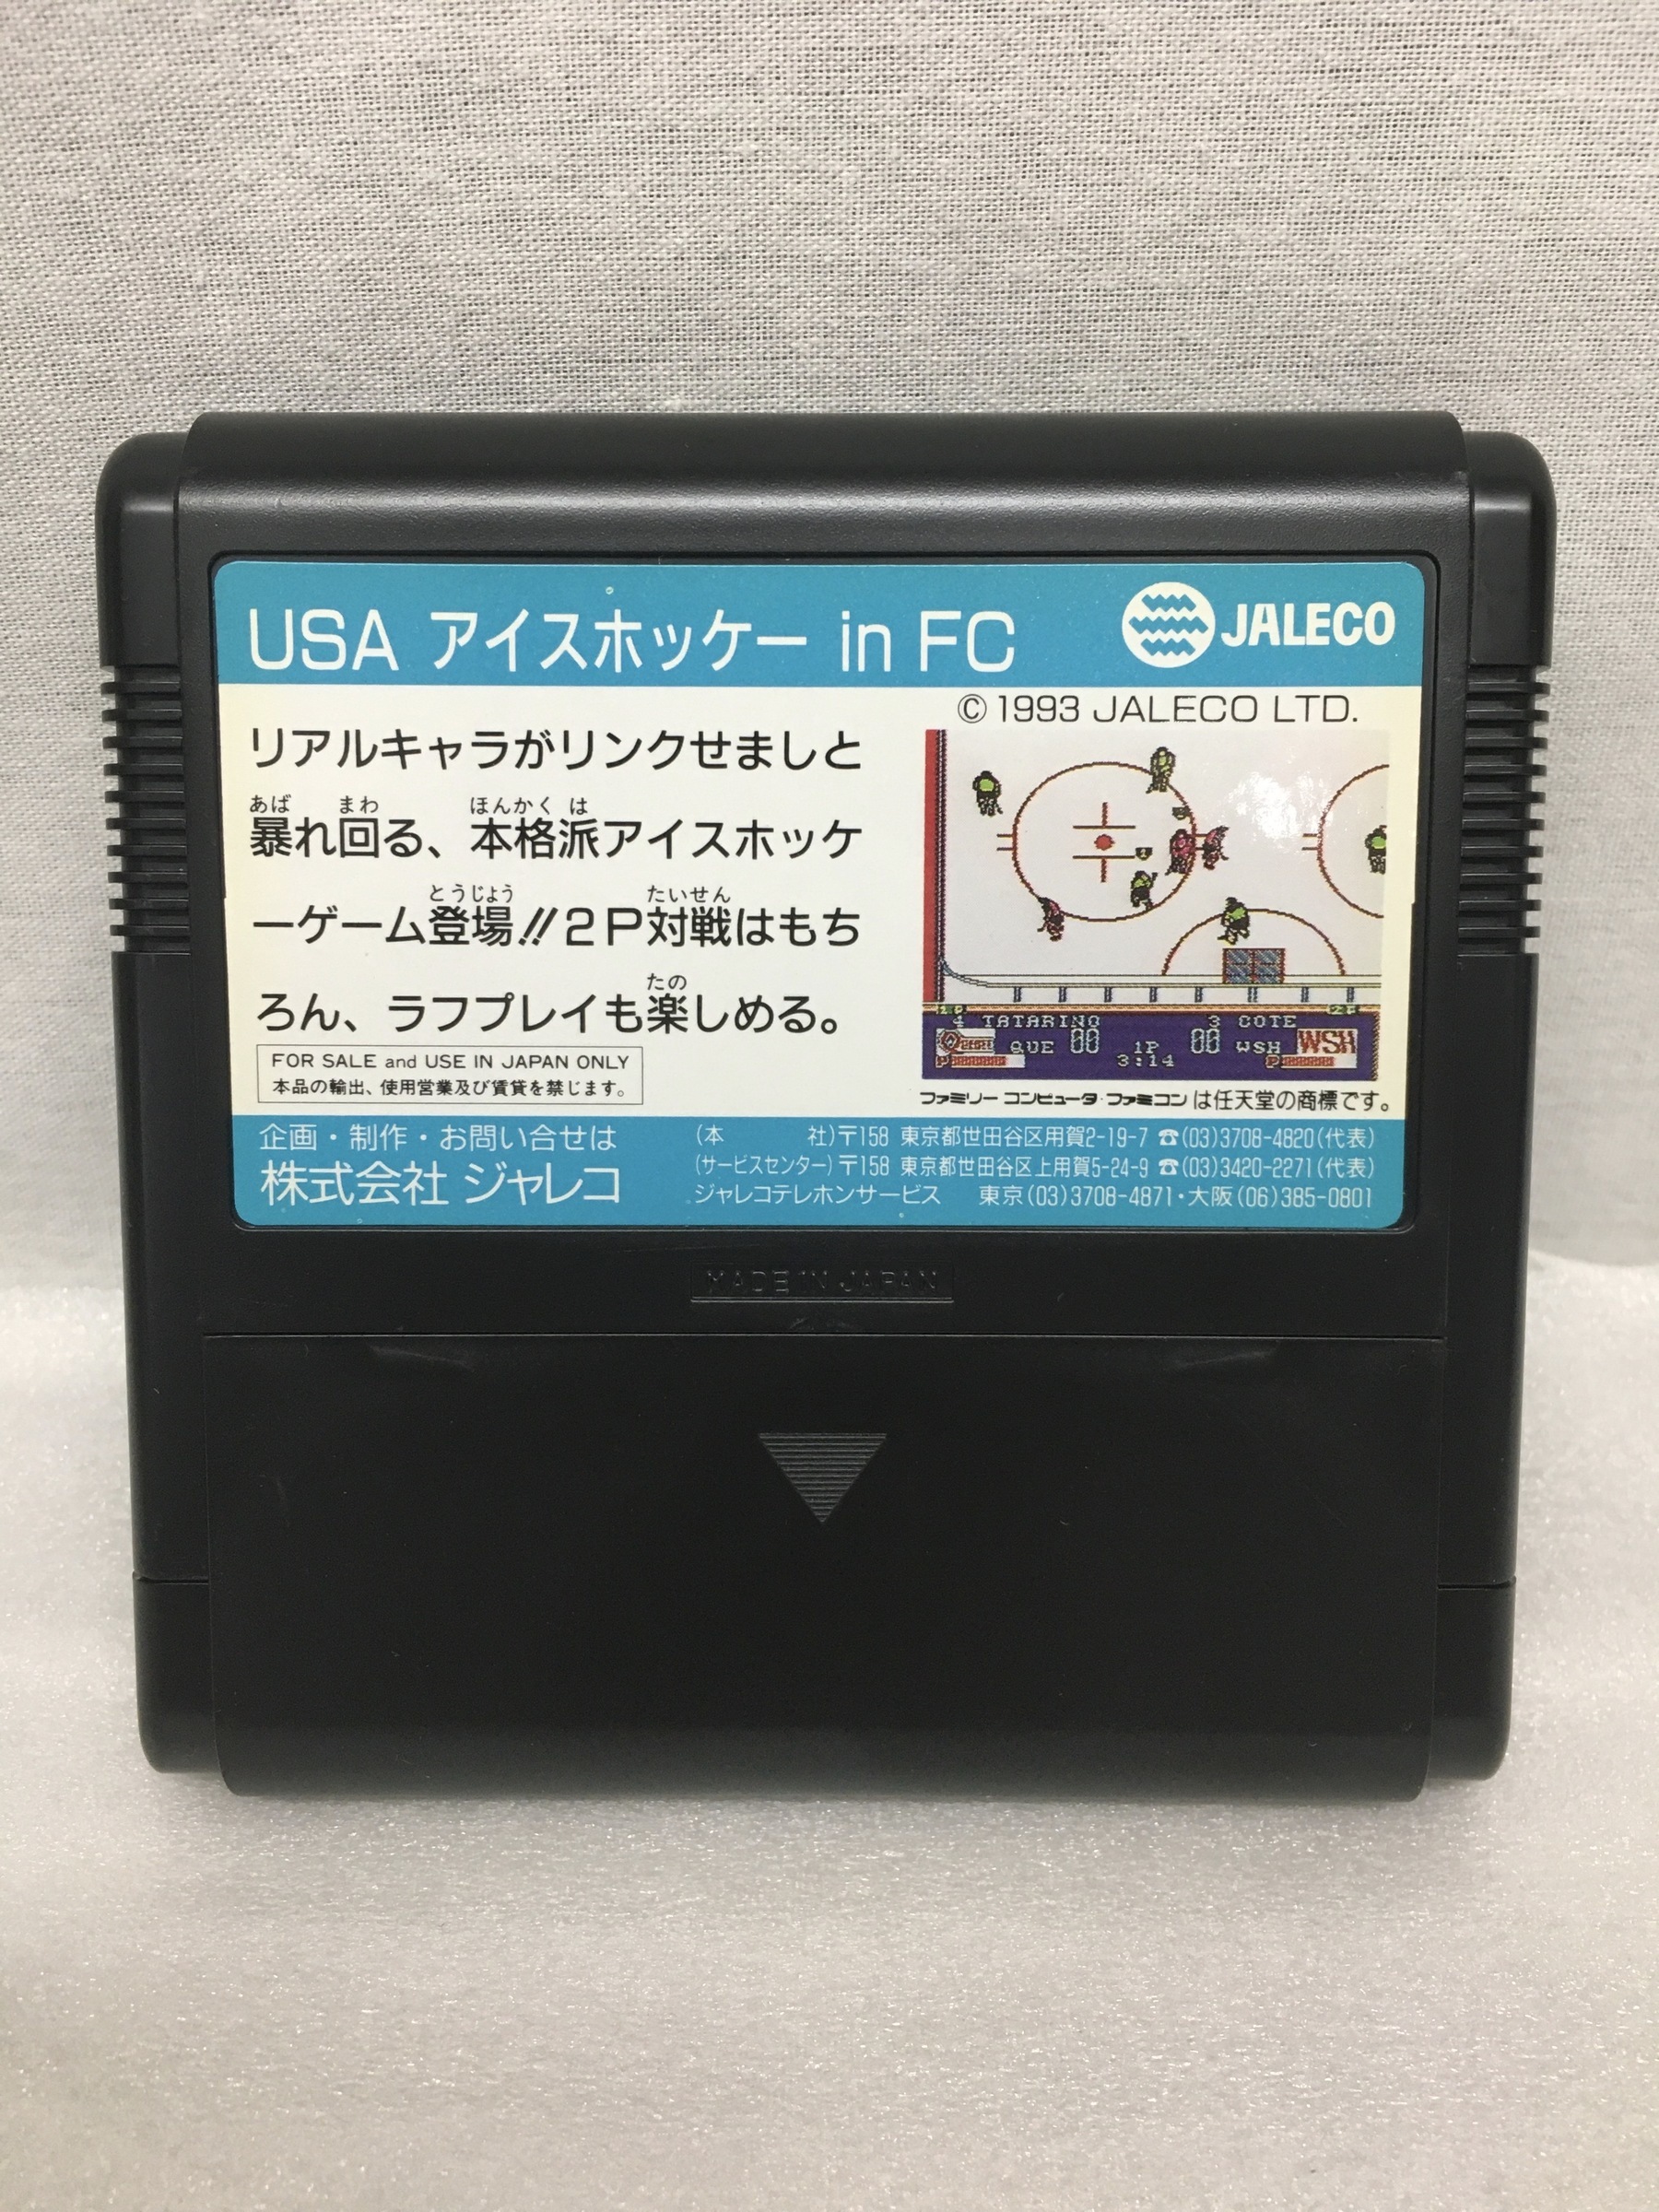 USA アイスホッケー in FC
JALECO
© 1993 JALECO LTD.
リアルキャラがリンクせましと
あば まわ ほんかく は
暴れ回る、本格派アイスホッケ
とうじょう たいせん
ーゲーム登場!!2P対戦はもち
たの
ろん、ラフプレイも楽しめる。
FOR SALE and USE IN JAPAN ONLY
本品の輸出、使用営業及び賃貸を禁じます。
4 TATARINO 3 COTE
QUE 00 1P 00 WSH WSH
3:14
ファミリー コンピュータ・ファミコン は任天堂の商標です。
企画・制作・お問い合せは
株式会社 ジャレコ
(本 社)〒158 東京都世田谷区用賀2-19-7 ☎(03)3708-4820(代表)
(サービスセンター)〒158 東京都世田谷区上用賀5-24-9 ☎(03)3420-2271(代表)
ジャレコテレホンサービス 東京(03)3708-4871・大阪(06)385-0801
MADE IN JAPAN